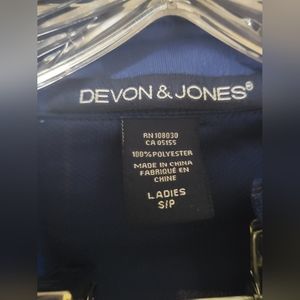 DEVON & JONES®
RN 108030
CA 05155
100% POLYESTER
MADE IN CHINA
FABRIQUÉ EN
CHINE
LADIES
S/P